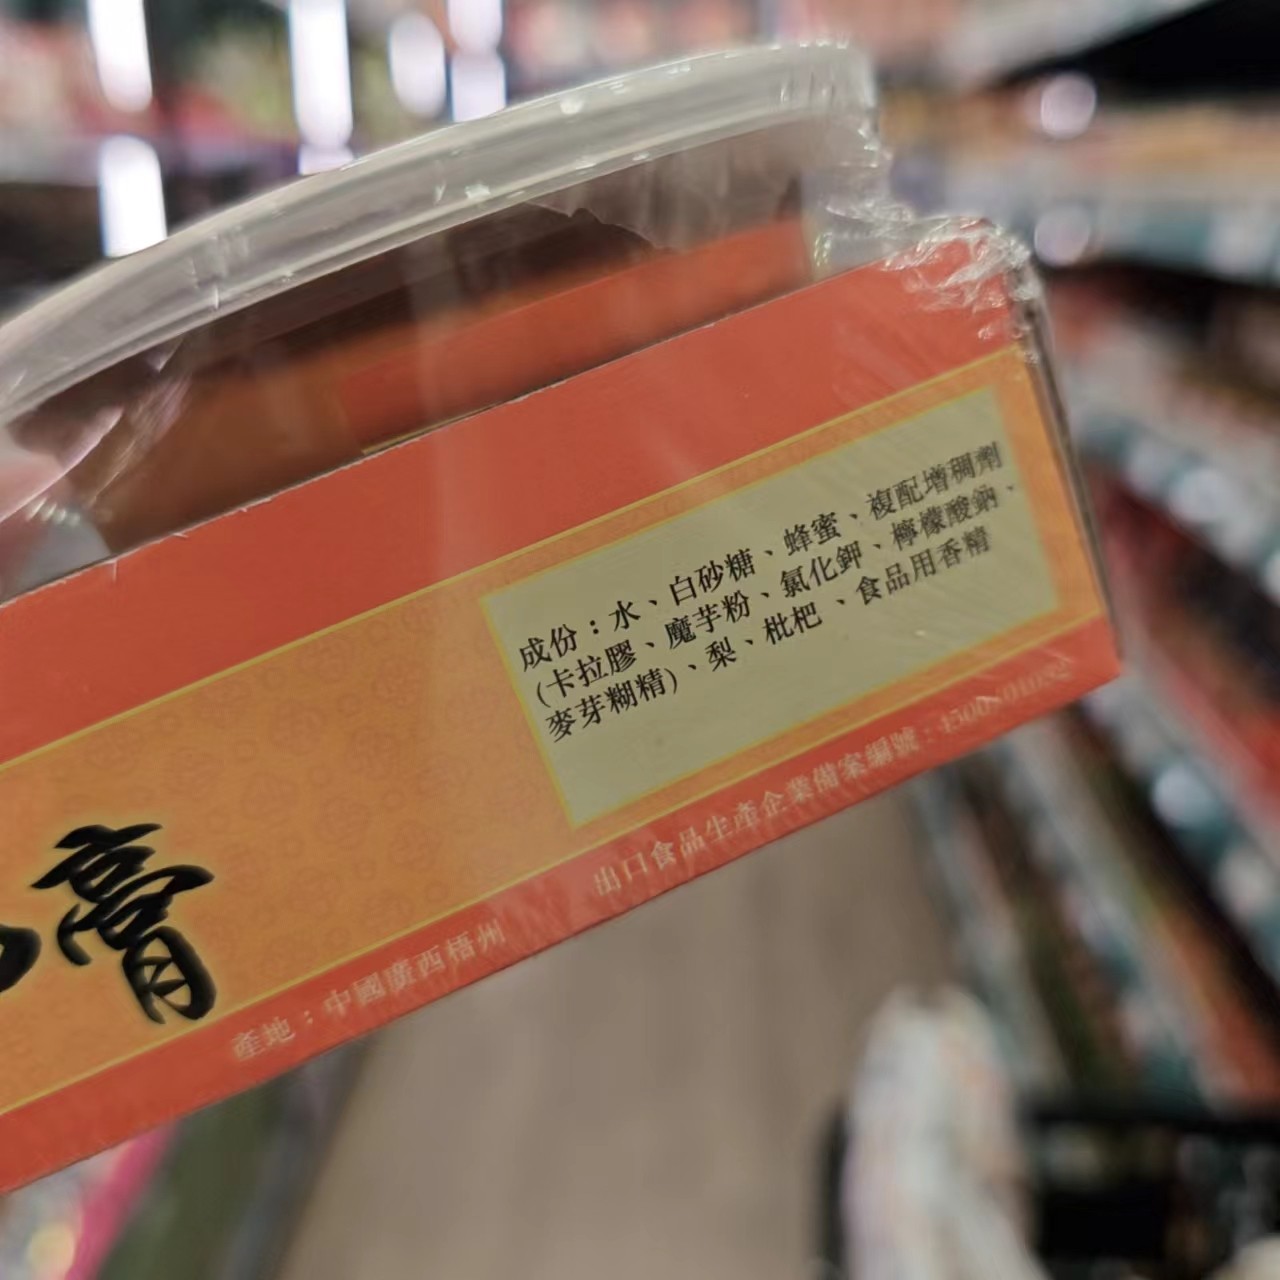 成份：水、白砂糖、蜂蜜、複配增稠劑
(卡拉膠、魔芋粉、氯化鉀、檸檬酸鈉、
麥芽糊精)、梨、枇杷、食品用香精
膏
產地：中國廣西梧州
出口食品生產企業備案編號：